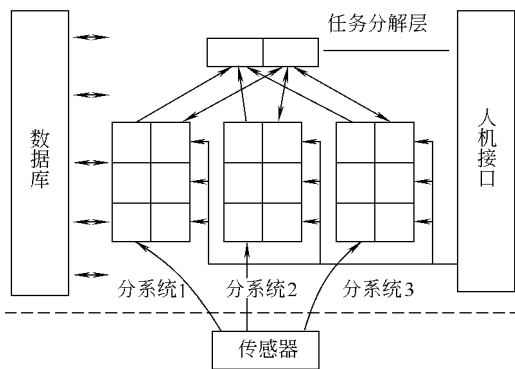 任务分解层
数据库
人机接口
分系统1
分系统2
分系统3
传感器